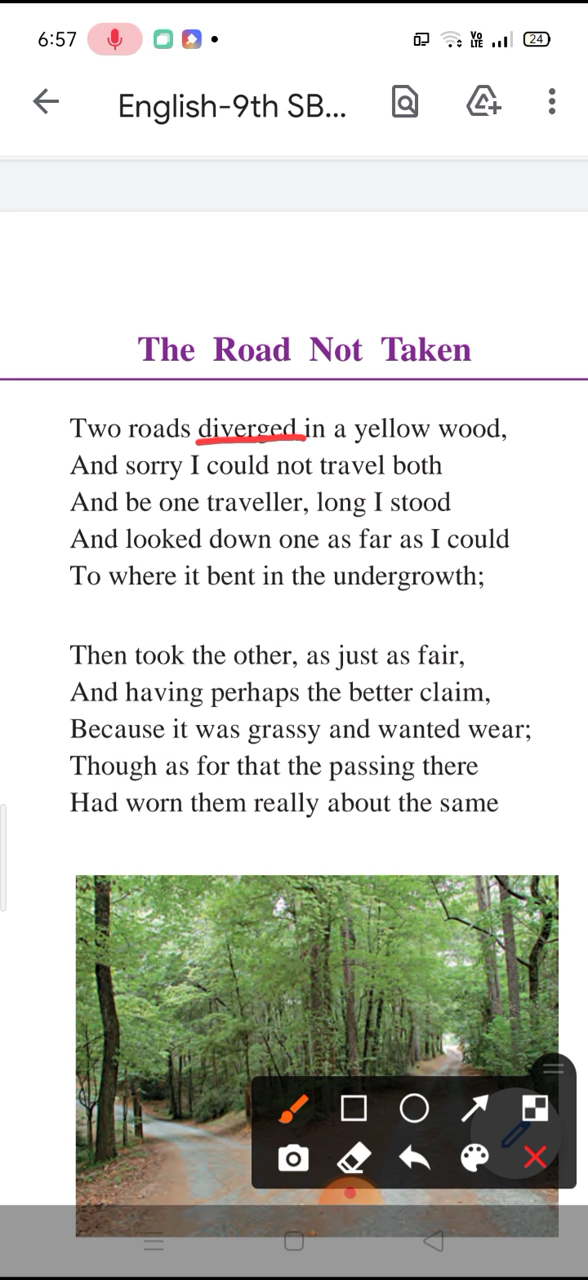 6:57
Vo
LTE
24
English-9th SB...
The Road Not Taken
Two roads diverged in a yellow wood,
And sorry I could not travel both
And be one traveller, long I stood
And looked down one as far as I could
To where it bent in the undergrowth;
Then took the other, as just as fair,
And having perhaps the better claim,
Because it was grassy and wanted wear;
Though as for that the passing there
Had worn them really about the same